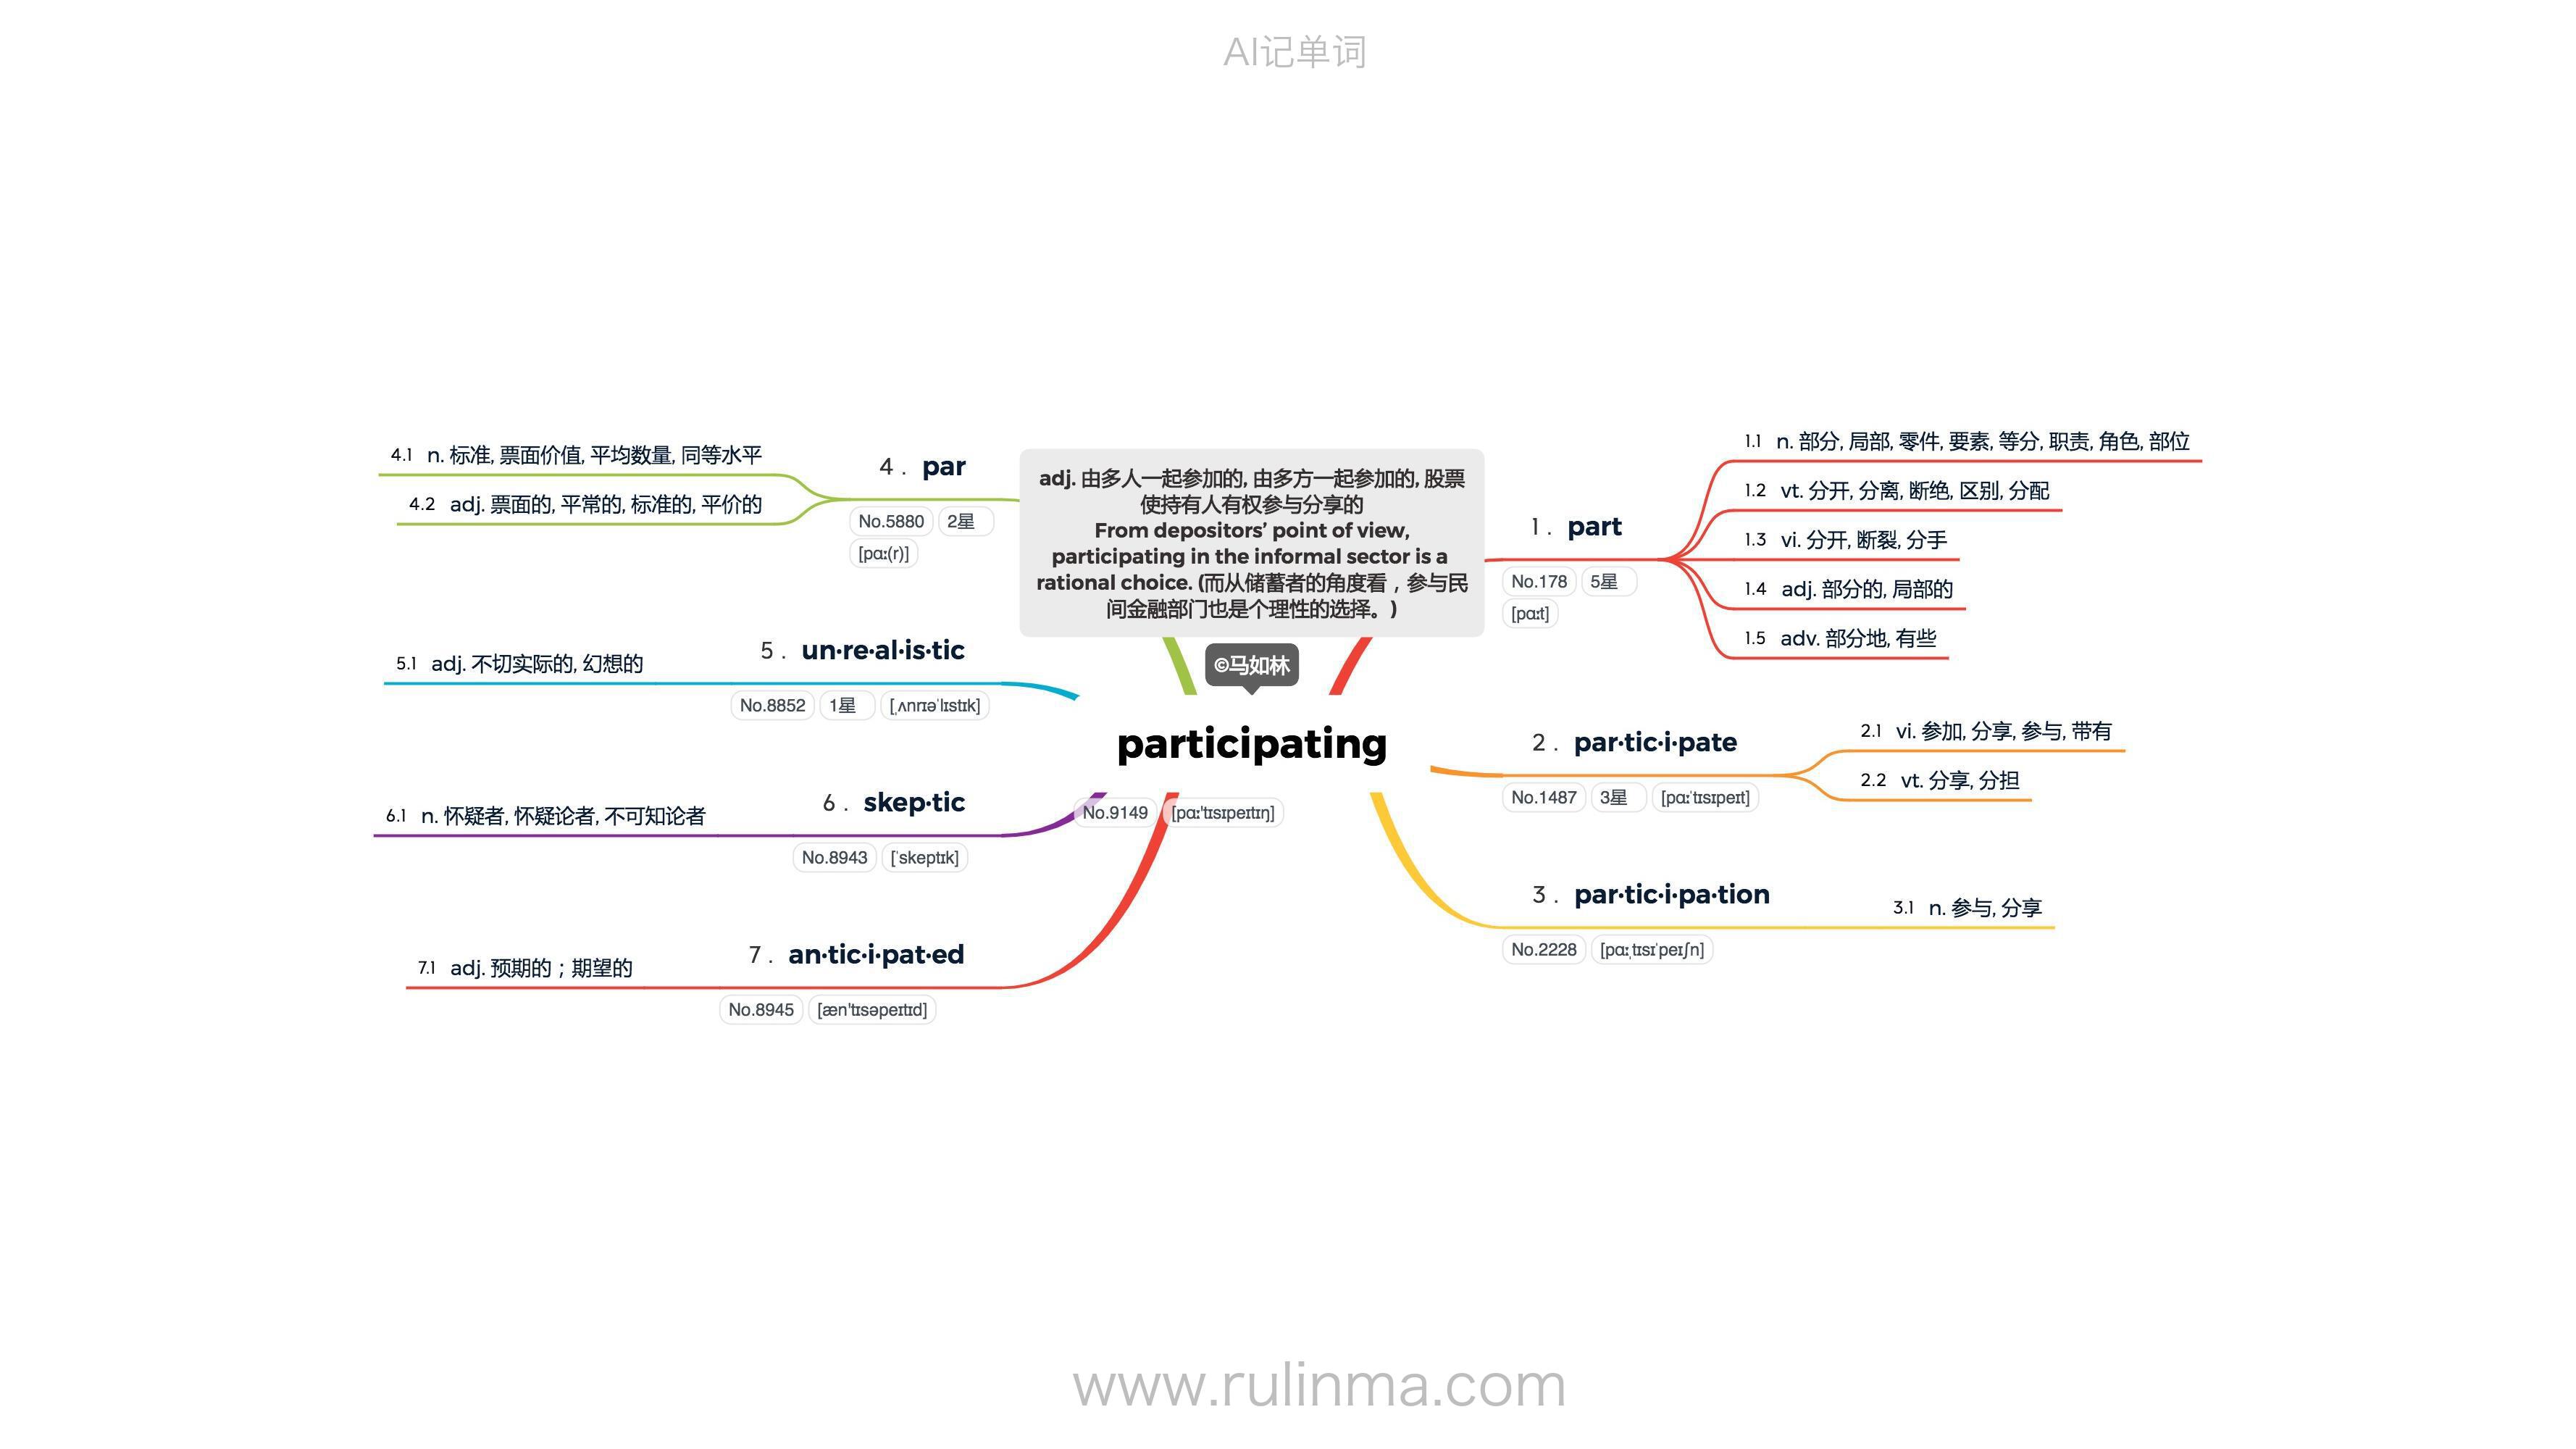 AI记单词
adj. 由多人一起参加的, 由多方一起参加的, 股票
使持有人有权参与分享的
From depositors’ point of view,
participating in the informal sector is a
rational choice. (而从储蓄者的角度看，参与民
间金融部门也是个理性的选择。)
©马如林
participating
No.9149 [pɑːˈtɪsɪpeɪtɪŋ]
1 . part
No.178 5星
[pɑːt]
1.1 n. 部分, 局部, 零件, 要素, 等分, 职责, 角色, 部位
1.2 vt. 分开, 分离, 断绝, 区别, 分配
1.3 vi. 分开, 断裂, 分手
1.4 adj. 部分的, 局部的
1.5 adv. 部分地, 有些
2 . par·tic·i·pate
No.1487 3星 [pɑːˈtɪsɪpeɪt]
2.1 vi. 参加, 分享, 参与, 带有
2.2 vt. 分享, 分担
3 . par·tic·i·pa·tion
No.2228 [pɑːˌtɪsɪˈpeɪʃn]
3.1 n. 参与, 分享
4 . par
No.5880 2星
[pɑː(r)]
4.1 n. 标准, 票面价值, 平均数量, 同等水平
4.2 adj. 票面的, 平常的, 标准的, 平价的
5 . un·re·al·is·tic
No.8852 1星 [ˌʌnrɪəˈlɪstɪk]
5.1 adj. 不切实际的, 幻想的
6 . skep·tic
No.8943 [ˈskeptɪk]
6.1 n. 怀疑者, 怀疑论者, 不可知论者
7 . an·tic·i·pat·ed
No.8945 [æn'tɪsəpeɪtɪd]
7.1 adj. 预期的；期望的
www.rulinma.com